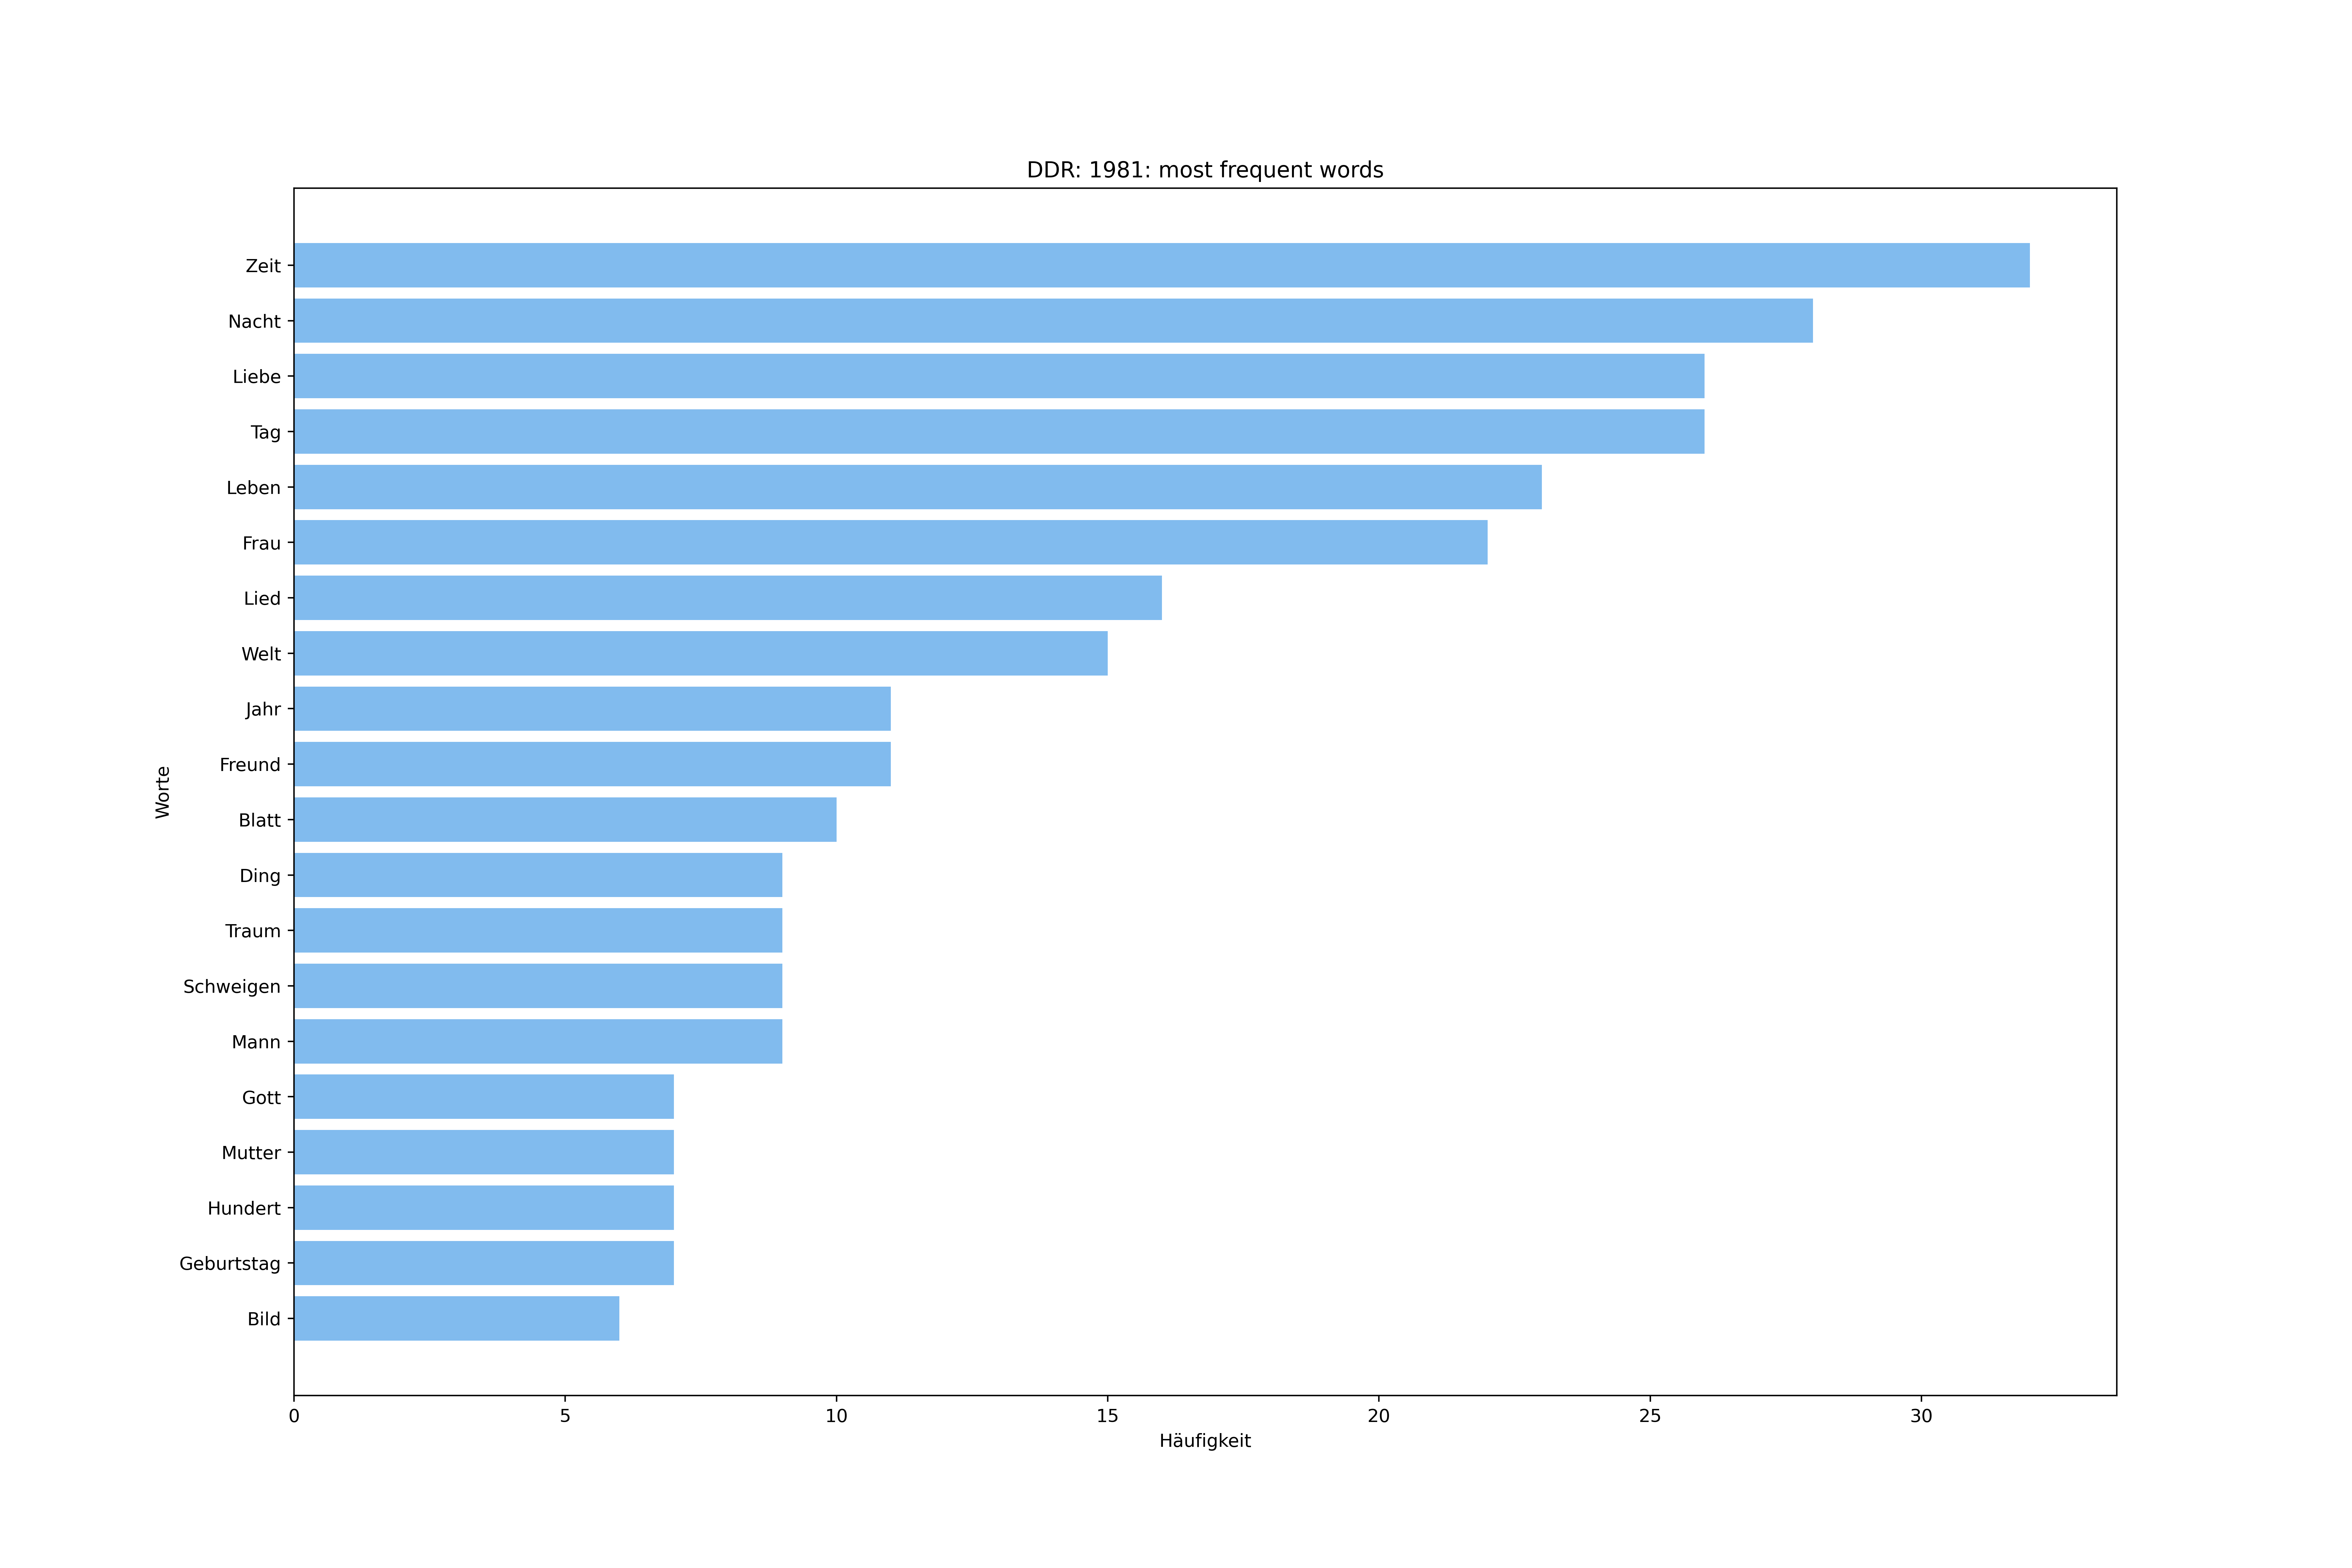 DDR: 1981: most frequent words
Zeit
Nacht
Liebe
Tag
Leben
Frau
Lied
Welt
Jahr
Freund
Blatt
Ding
Traum
Schweigen
Mann
Gott
Mutter
Hundert
Geburtstag
Bild
Worte
0 5 10 15 20 25 30
Häufigkeit